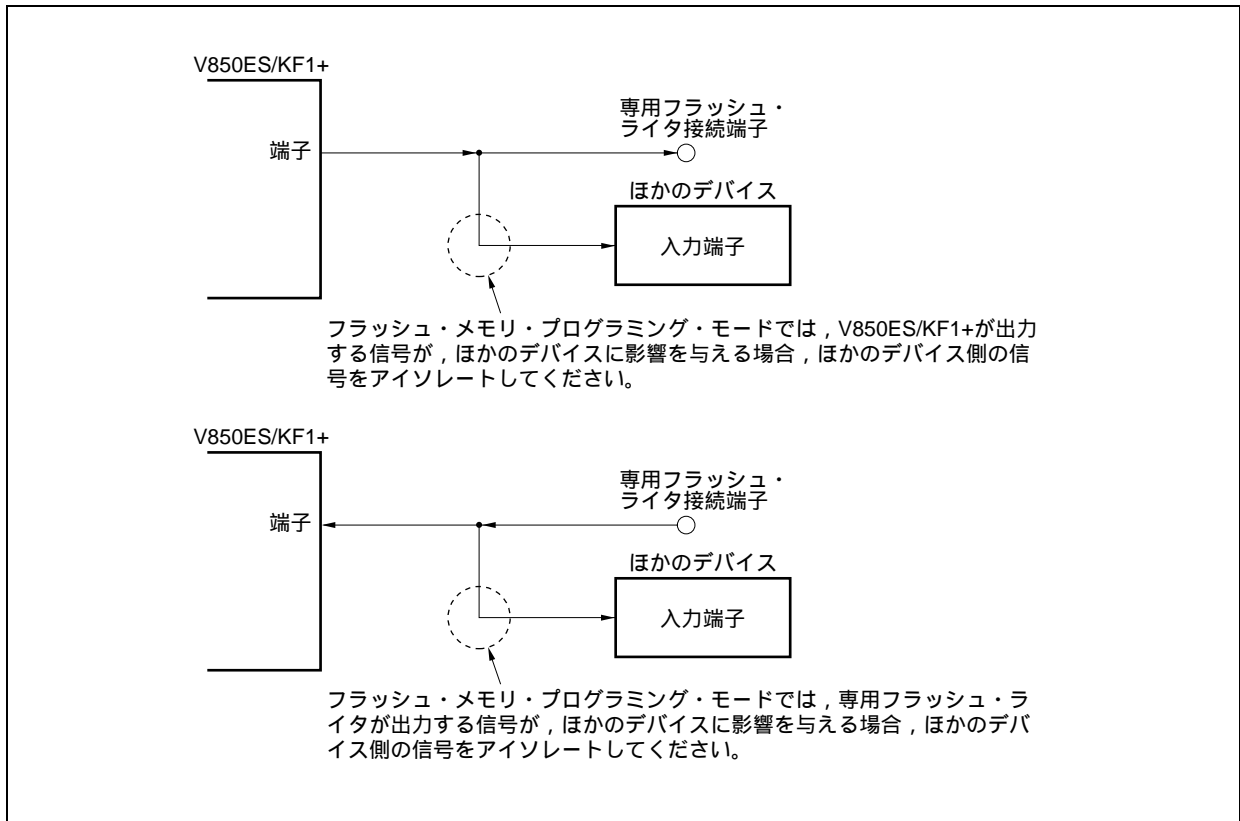 V850ES/KF1+
端子
専用フラッシュ・
ライタ接続端子
ほかのデバイス
入力端子
フラッシュ・メモリ・プログラミング・モードでは，V850ES/KF1+が出力
する信号が，ほかのデバイスに影響を与える場合，ほかのデバイス側の信
号をアイソレートしてください。
V850ES/KF1+
端子
専用フラッシュ・
ライタ接続端子
ほかのデバイス
入力端子
フラッシュ・メモリ・プログラミング・モードでは，専用フラッシュ・ラ
イタが出力する信号が，ほかのデバイスに影響を与える場合，ほかのデバ
イス側の信号をアイソレートしてください。